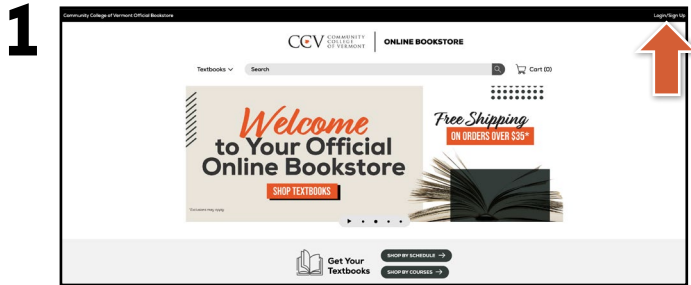 1
Community College of Vermont Official Bookstore
Login/Sign Up
CCV COMMUNITY COLLEGE OF VERMONT
ONLINE BOOKSTORE
Textbooks
Search
Cart (0)
Welcome
to Your Official
Online Bookstore
SHOP TEXTBOOKS
Free Shipping
ON ORDERS OVER $35*
Get Your
Textbooks
SHOP BY SCHEDULE →
SHOP BY COURSES →